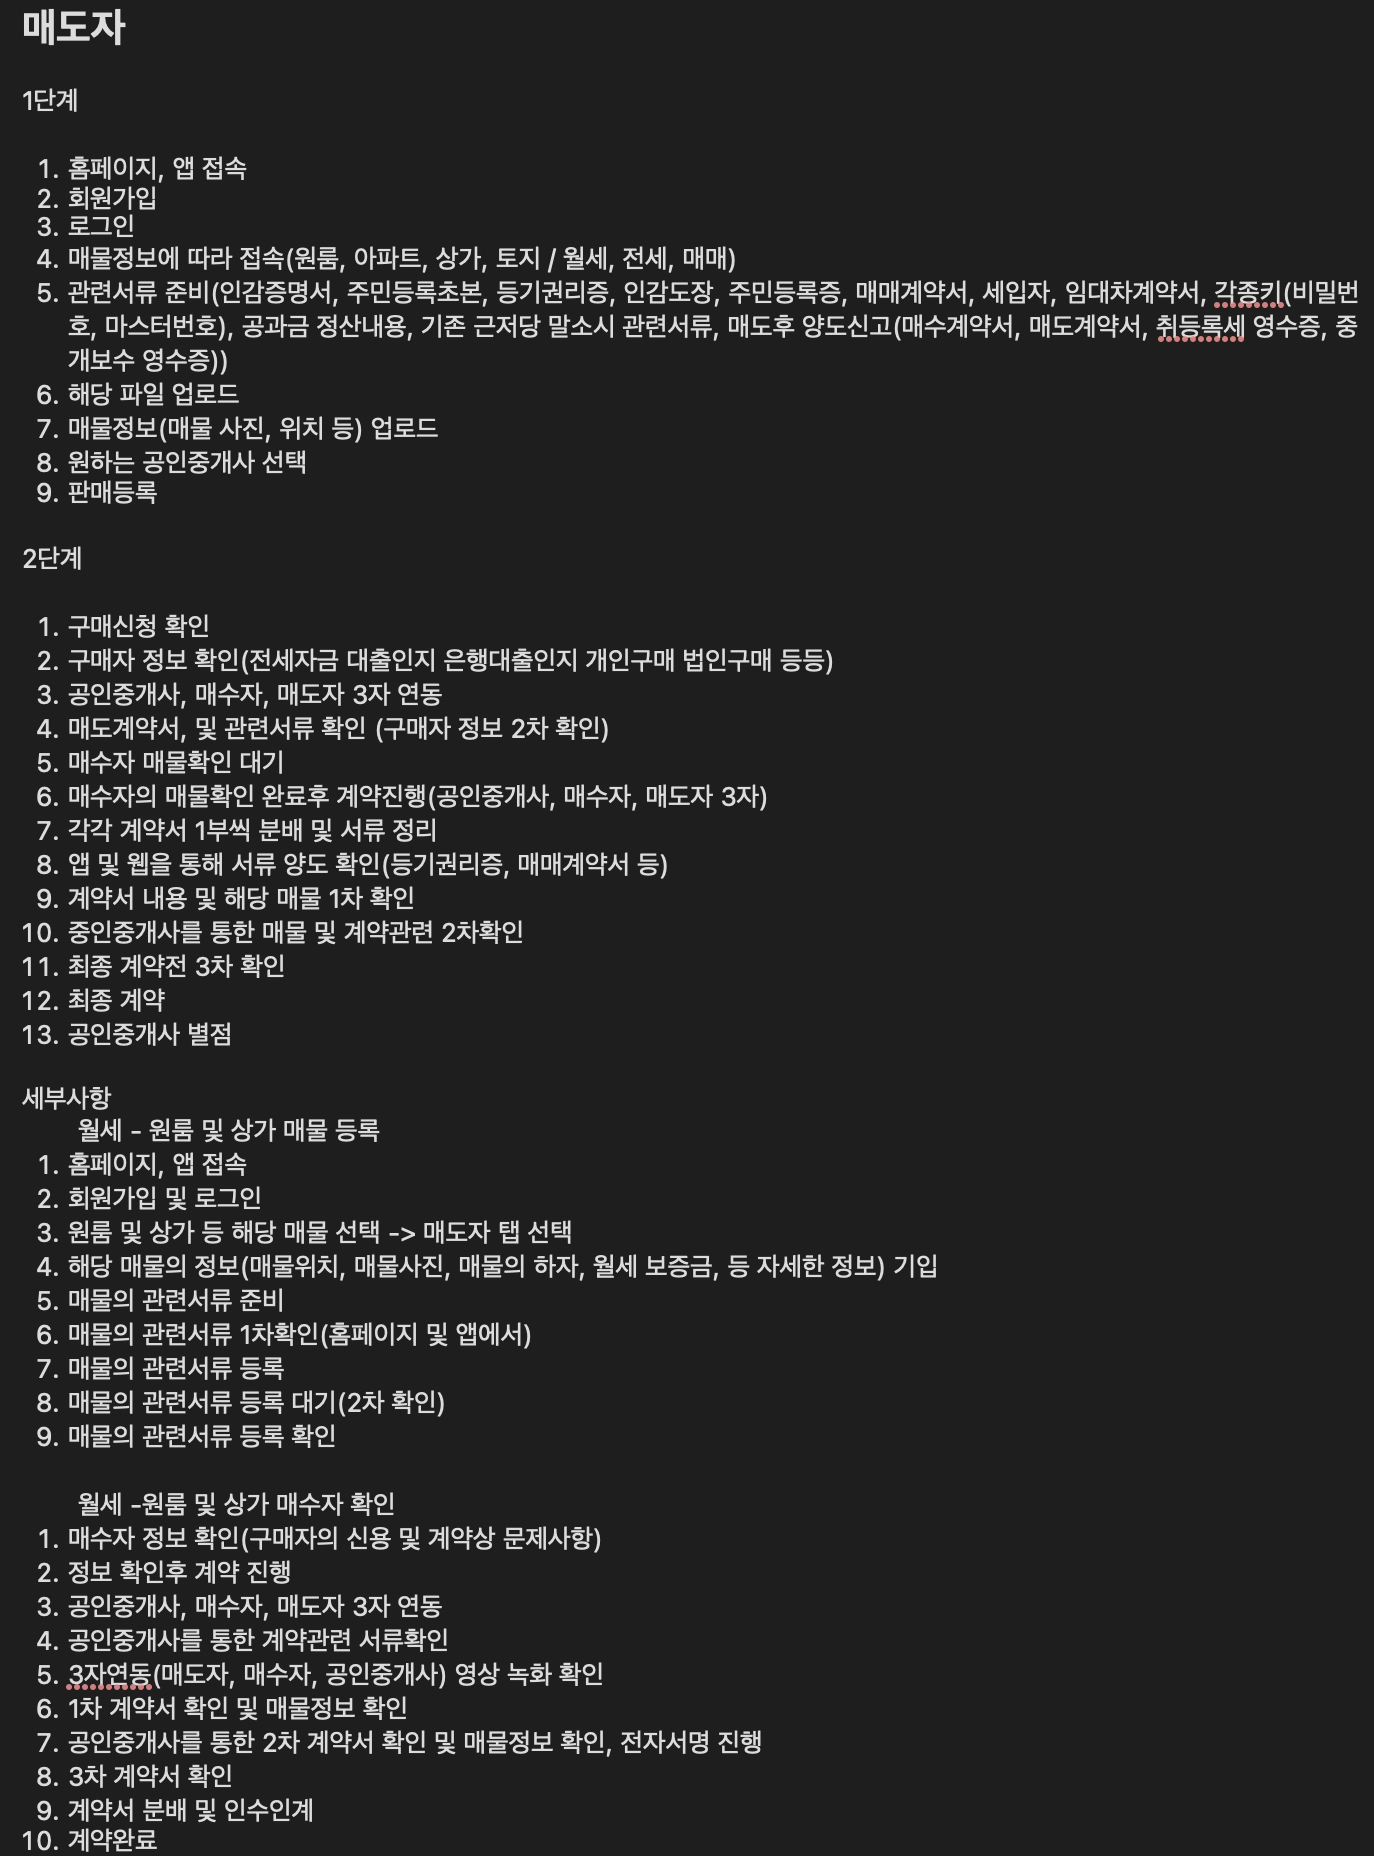 매도자
1단계
1. 홈페이지, 앱 접속
2. 회원가입
3. 로그인
4. 매물정보에 따라 접속(원룸, 아파트, 상가, 토지 / 월세, 전세, 매매)
5. 관련서류 준비(인감증명서, 주민등록초본, 등기권리증, 인감도장, 주민등록증, 매매계약서, 세입자, 임대차계약서, 각종키(비밀번
호, 마스터번호), 공과금 정산내용, 기존 근저당 말소시 관련서류, 매도후 양도신고(매수계약서, 매도계약서, 취등록세 영수증, 중
개보수 영수증))
6. 해당 파일 업로드
7. 매물정보(매물 사진, 위치 등) 업로드
8. 원하는 공인중개사 선택
9. 판매등록
2단계
1. 구매신청 확인
2. 구매자 정보 확인(전세자금 대출인지 은행대출인지 개인구매 법인구매 등등)
3. 공인중개사, 매수자, 매도자 3자 연동
4. 매도계약서, 및 관련서류 확인 (구매자 정보 2차 확인)
5. 매수자 매물확인 대기
6. 매수자의 매물확인 완료후 계약진행(공인중개사, 매수자, 매도자 3자)
7. 각각 계약서 1부씩 분배 및 서류 정리
8. 앱 및 웹을 통해 서류 양도 확인(등기권리증, 매매계약서 등)
9. 계약서 내용 및 해당 매물 1차 확인
10. 중인중개사를 통한 매물 및 계약관련 2차확인
11. 최종 계약전 3차 확인
12. 최종 계약
13. 공인중개사 별점
세부사항
월세 - 원룸 및 상가 매물 등록
1. 홈페이지, 앱 접속
2. 회원가입 및 로그인
3. 원룸 및 상가 등 해당 매물 선택 -> 매도자 탭 선택
4. 해당 매물의 정보(매물위치, 매물사진, 매물의 하자, 월세 보증금, 등 자세한 정보) 기입
5. 매물의 관련서류 준비
6. 매물의 관련서류 1차확인(홈페이지 및 앱에서)
7. 매물의 관련서류 등록
8. 매물의 관련서류 등록 대기(2차 확인)
9. 매물의 관련서류 등록 확인
월세 -원룸 및 상가 매수자 확인
1. 매수자 정보 확인(구매자의 신용 및 계약상 문제사항)
2. 정보 확인후 계약 진행
3. 공인중개사, 매수자, 매도자 3자 연동
4. 공인중개사를 통한 계약관련 서류확인
5. 3자연동(매도자, 매수자, 공인중개사) 영상 녹화 확인
6. 1차 계약서 확인 및 매물정보 확인
7. 공인중개사를 통한 2차 계약서 확인 및 매물정보 확인, 전자서명 진행
8. 3차 계약서 확인
9. 계약서 분배 및 인수인계
10. 계약완료